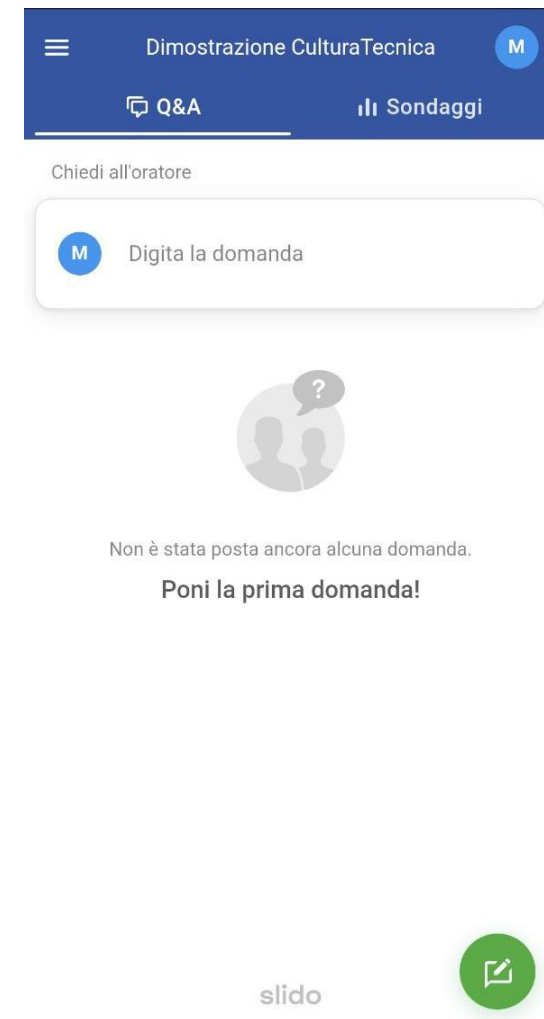 Dimostrazione CulturaTecnica
M
Q&A
Sondaggi
Chiedi all'oratore
M
Digita la domanda
?
Non è stata posta ancora alcuna domanda.
Poni la prima domanda!
slido